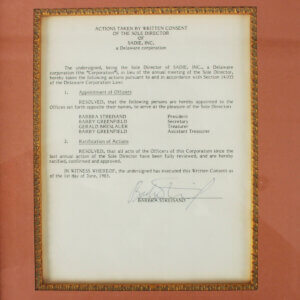 ACTIONS TAKEN BY WRITTEN CONSENT
OF THE SOLE DIRECTOR
OF
SADIE, INC.,
a Delaware corporation
The undersigned, being the Sole Director of SADIE, INC., a Delaware
corporation (the "Corporation"), in lieu of the annual meeting of the Sole Director,
hereby takes the following actions pursuant to and in accordance with Section 141(f)
of the Delaware Corporation Law:
1. Appointment of Officers
RESOLVED, that the following persons are hereby appointed to the
offices set forth opposite their names, to serve at the pleasure of the Sole Director:
BARBRA STREISAND President
BARRY GREENFIELD Secretary
GERALD BRESLAUER Treasurer
BARRY GREENFIELD Assistant Treasurer
2. Ratification of Actions
RESOLVED, that all acts of the Officers of this Corporation since the
last annual action of the Sole Director have been fully reviewed, and are hereby
ratified, confirmed and approved.
IN WITNESS WHEREOF, the undersigned has executed this Written Consent as
of the 1st day of June,
BARBRA STREISAND